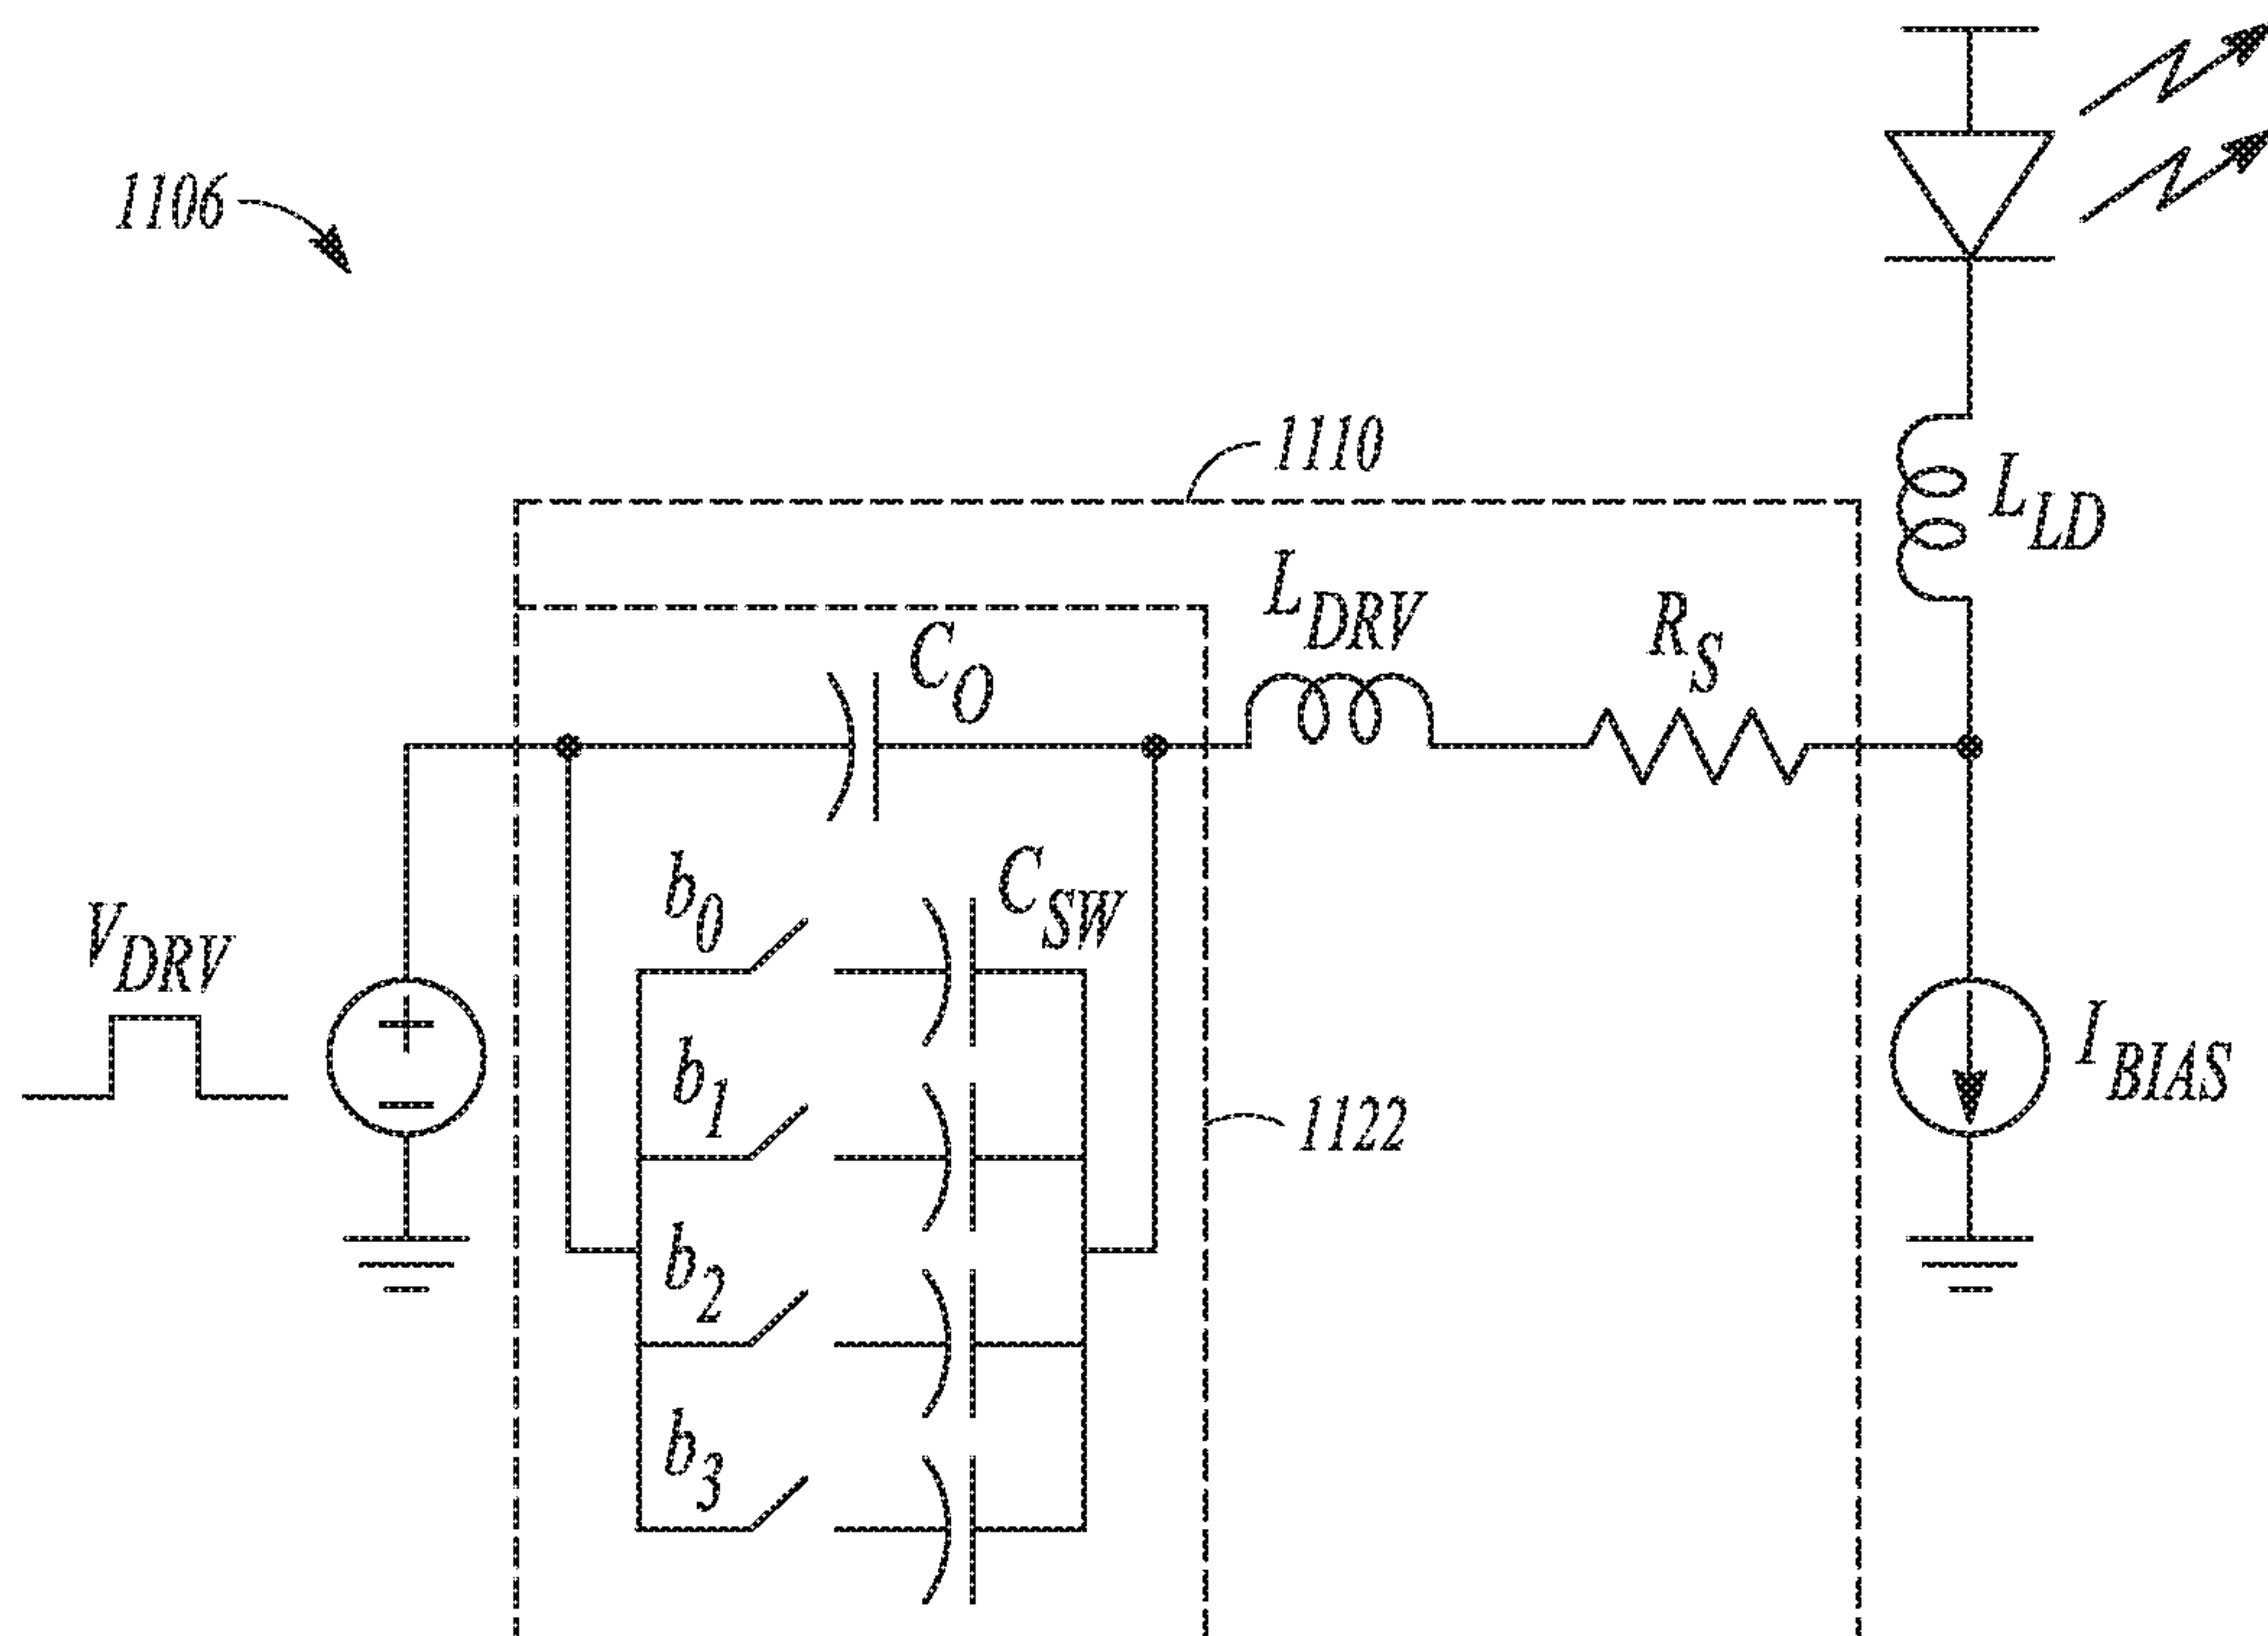 1106
1110
L_LD
L_DRV
R_S
C_O
b_0
C_SW
V_DRV
b_1
I_BIAS
1122
b_2
b_3
+
−